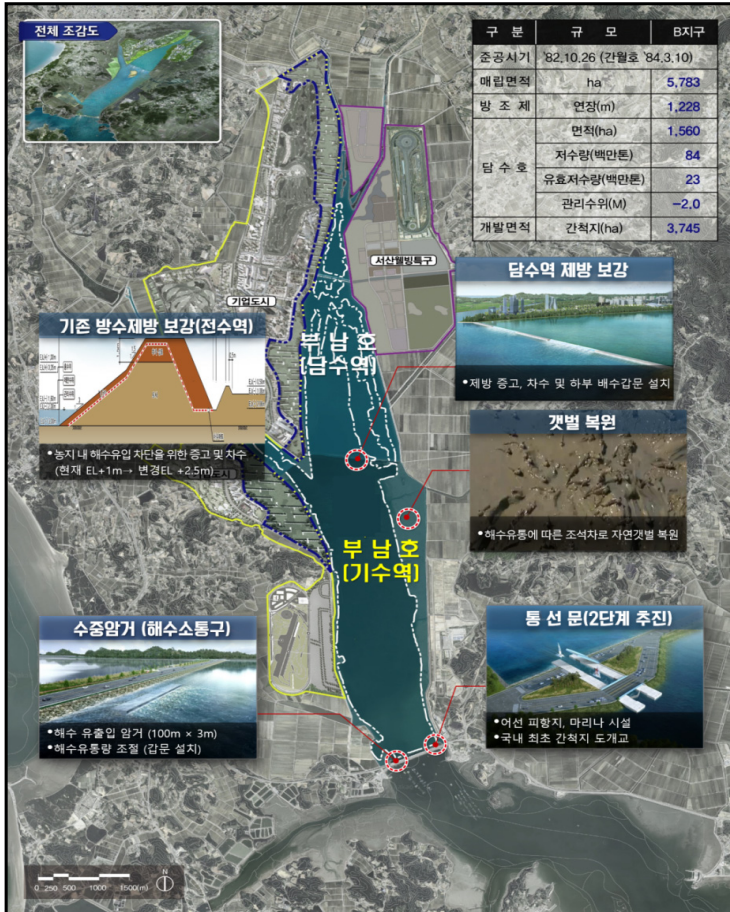 전체 조감도
구 분 규 모 B지구
준공시기 '82.10.26 (간월호 '84.3.10)
매립면적 ha 5,783
방 조 제 연장(m) 1,228
담 수 호 면적(ha) 1,560
저수량(백만톤) 84
유효저수량(백만톤) 23
관리수위(M) -2.0
개발면적 간척지(ha) 3,745
기업도시
서산웰빙특구
부 남 호
(담수역)
담수역 제방 보강
•제방 증고, 차수 및 하부 배수갑문 설치
기존 방수제방 보강(전수역)
•농지 내 해수유입 차단을 위한 증고 및 차수
(현재 EL+1m→ 변경EL +2.5m)
갯벌 복원
•해수유통에 따른 조석차로 자연갯벌 복원
부 남 호
(기수역)
수중암거 (해수소통구)
•해수 유출입 암거 (100m × 3m)
•해수유통량 조절 (갑문 설치)
통 선 문(2단계 추진)
•어선 피항지, 마리나 시설
•국내 최초 간척지 도개교
N
0 250 500 1000 1500(m)